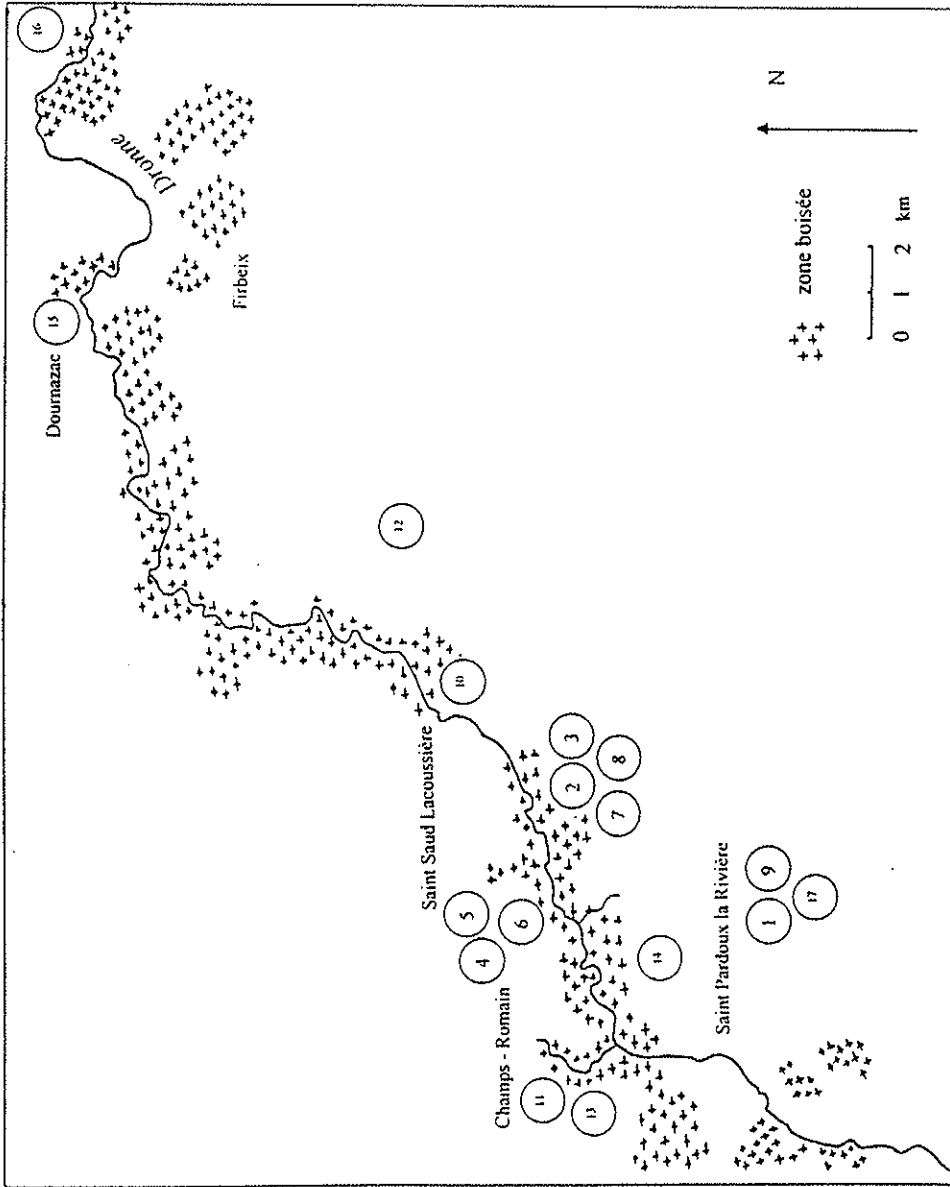 16
Dronne
15
Dournazac
Firbeix
N
zone boisée
0 1 2 km
12
10
Saint Saud Lacoussière
3
2
8
7
5
6
4
Champs - Romain
11
13
14
Saint Pardoux la Rivière
9
1
17